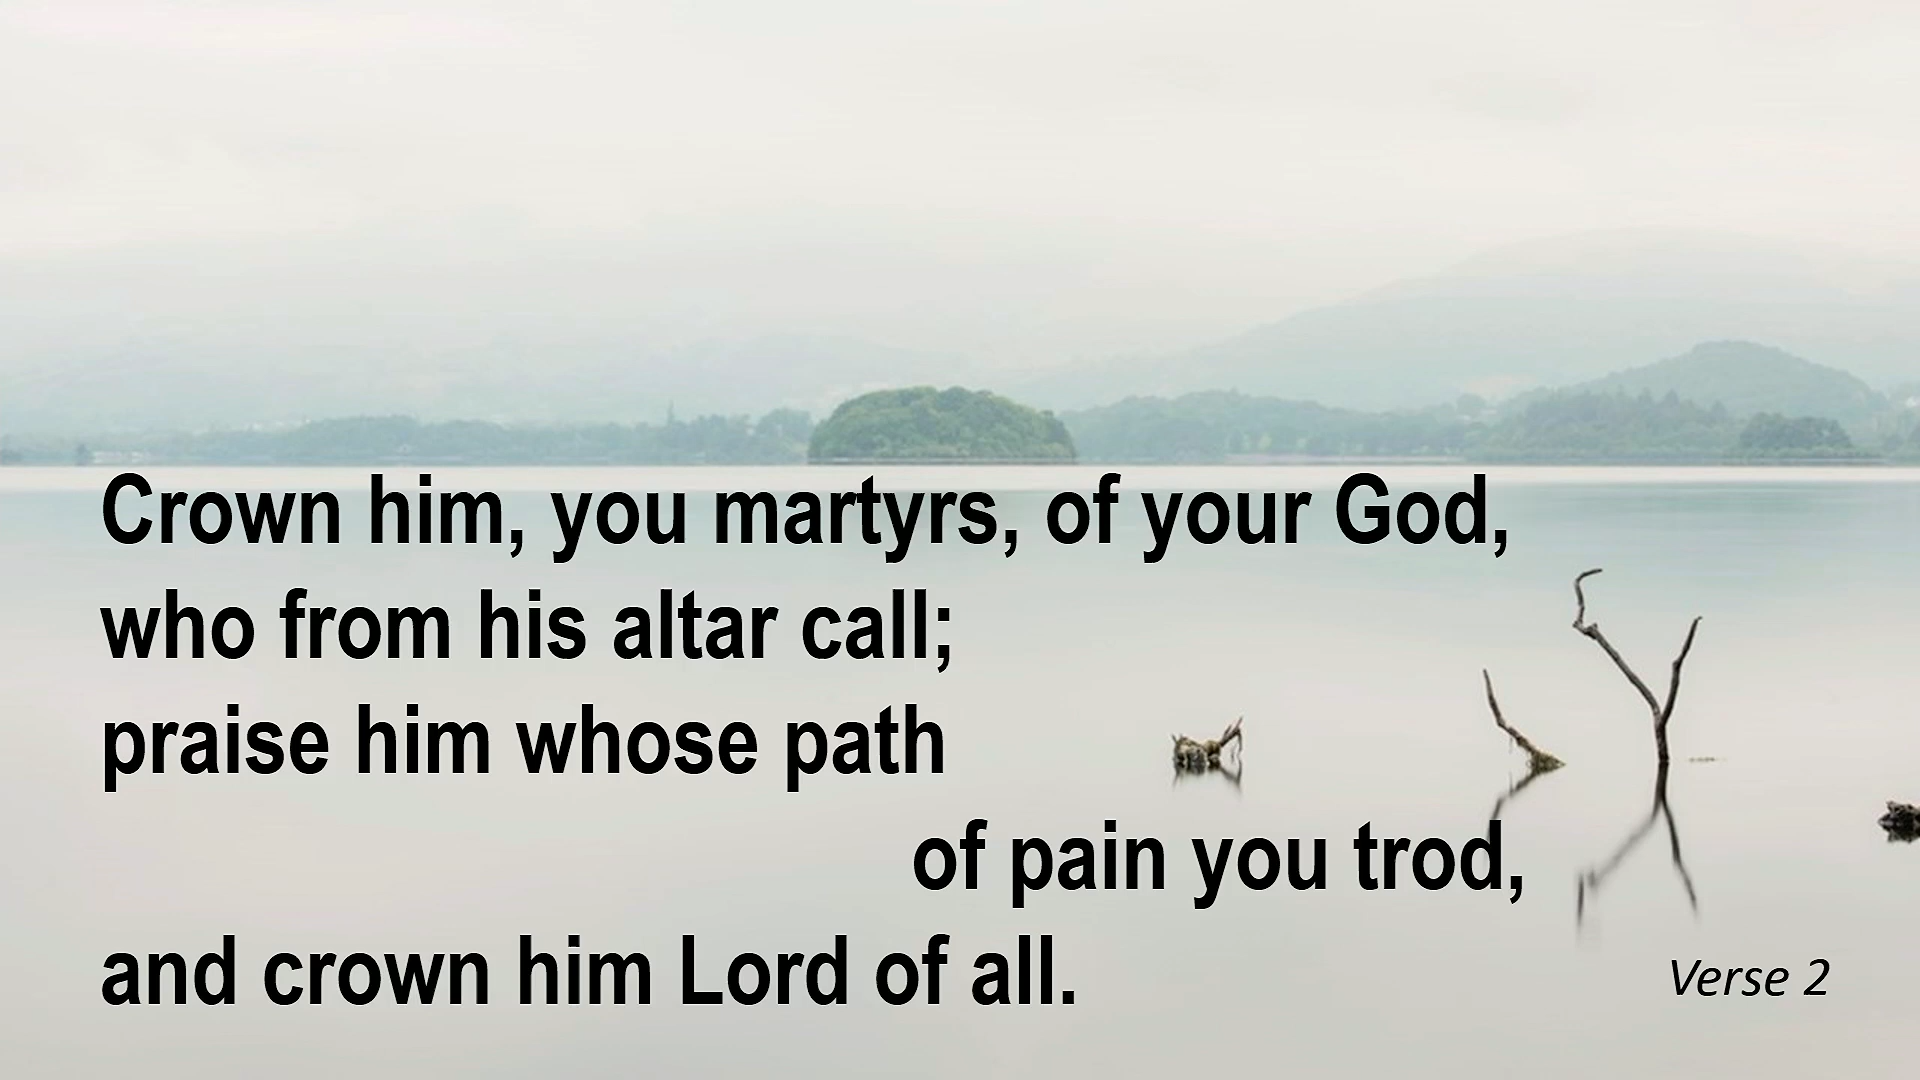 Crown him, you martyrs, of your God,
who from his altar call;
praise him whose path
of pain you trod,
and crown him Lord of all.
Verse 2